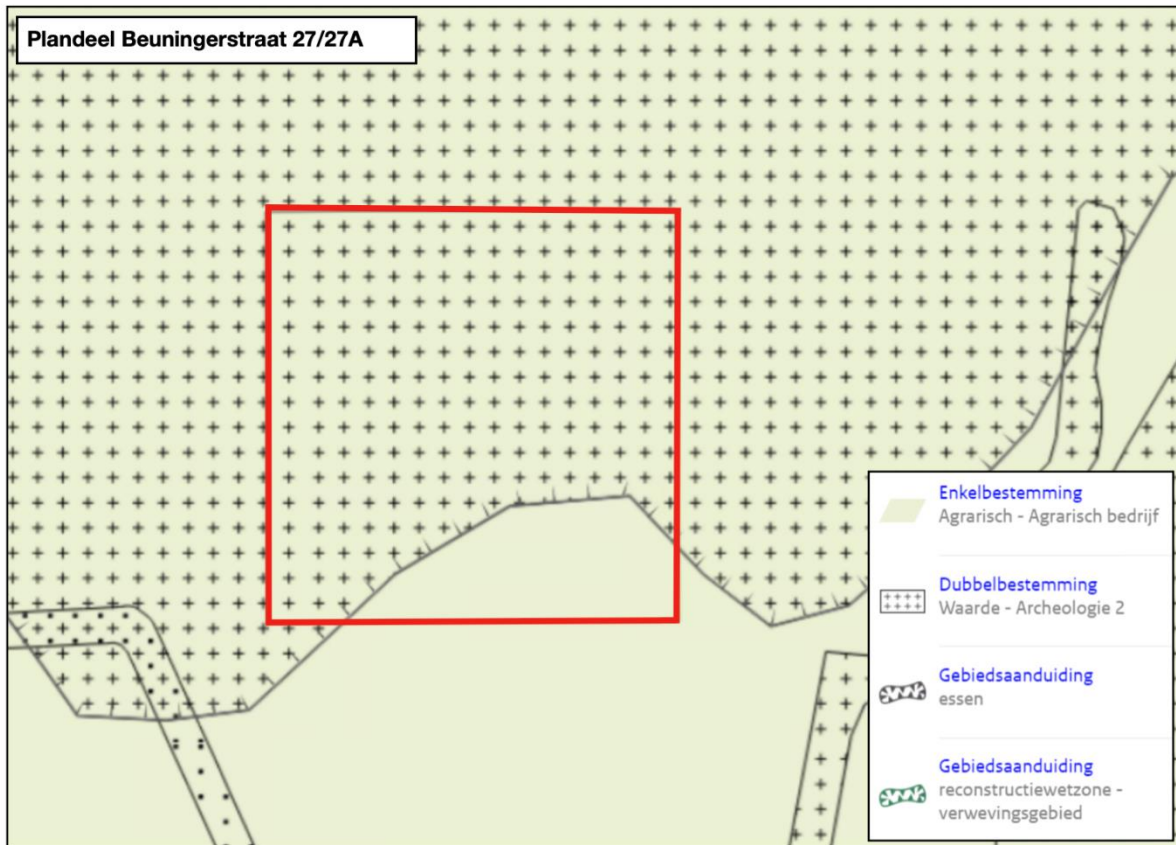 Plandeel Beuningerstraat 27/27A
Enkelbestemming
Agrarisch - Agrarisch bedrijf
Dubbelbestemming
Waarde - Archeologie 2
Gebiedsaanduiding
essen
Gebiedsaanduiding
reconstructiewetzone -
verwevingsgebied